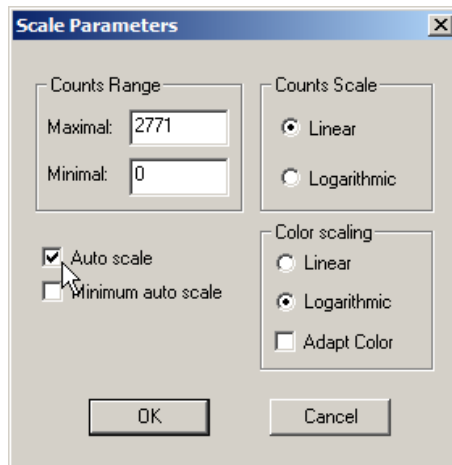 Scale Parameters
Counts Range
Maximal: 2771
Minimal: 0
Counts Scale
Linear
Logarithmic
Auto scale
Minimum auto scale
Color scaling
Linear
Logarithmic
Adapt Color
OK
Cancel